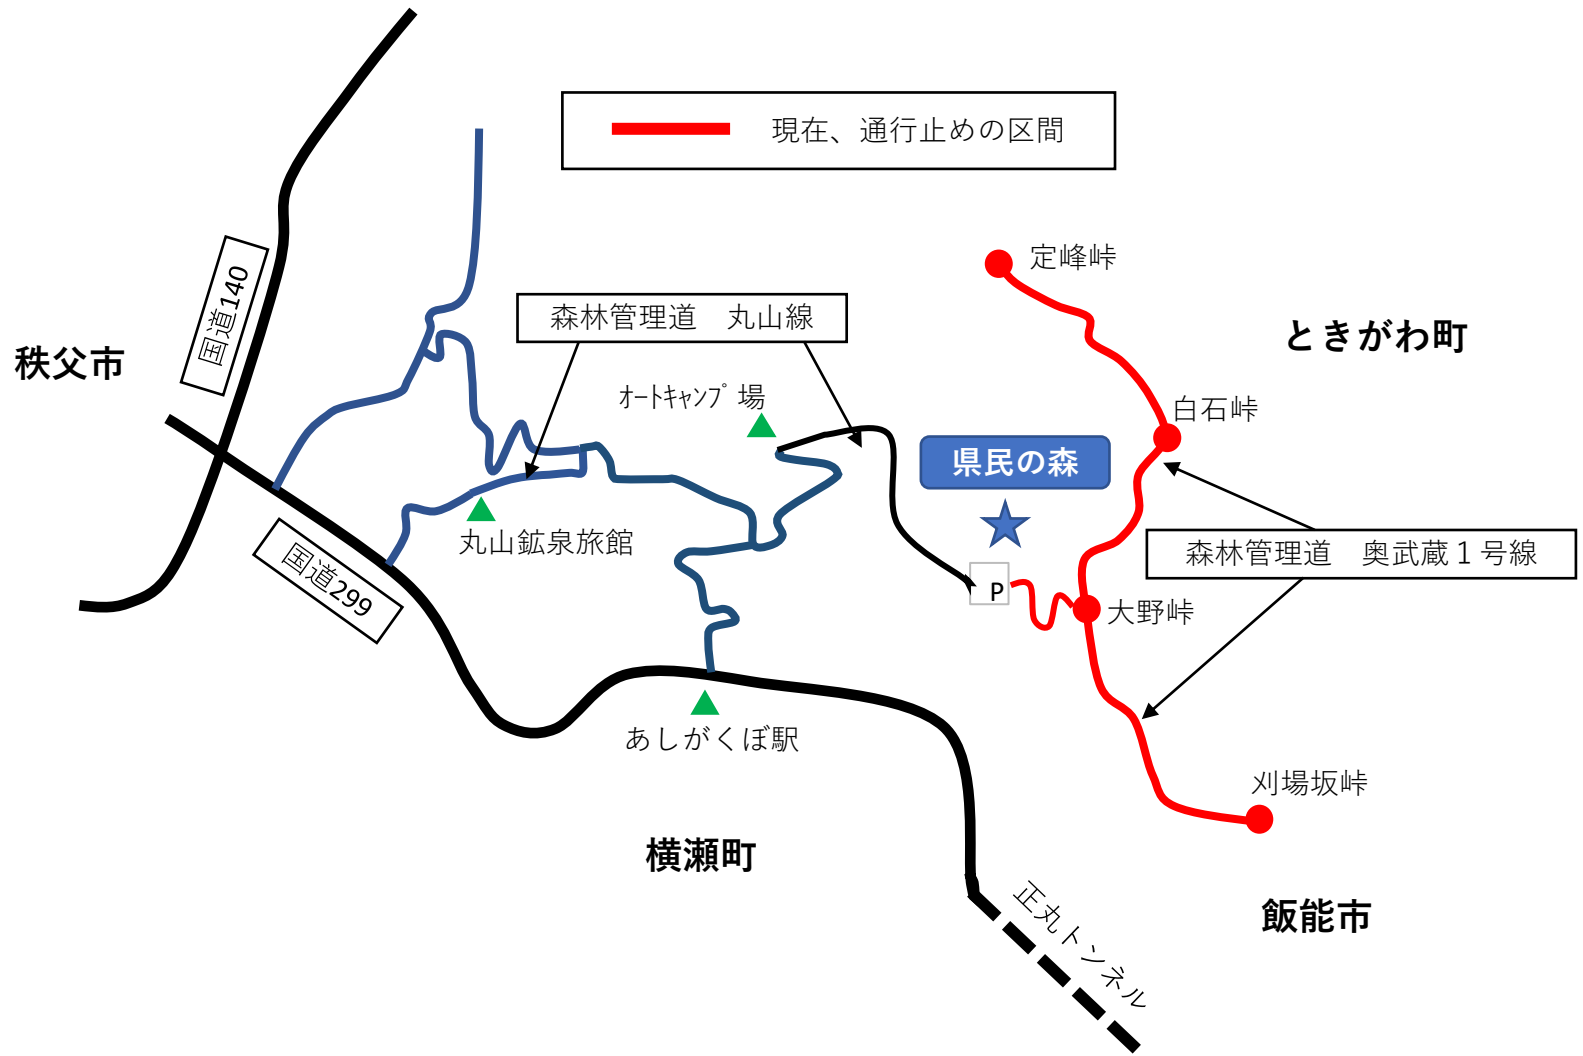 現在、通行止めの区間
定峰峠
国道140
森林管理道　丸山線
ときがわ町
秩父市
ｵｰﾄｷｬﾝﾌﾟ場
白石峠
県民の森
丸山鉱泉旅館
森林管理道　奥武蔵１号線
国道299
P
大野峠
あしがくぼ駅
刈場坂峠
横瀬町
正丸トンネル
飯能市